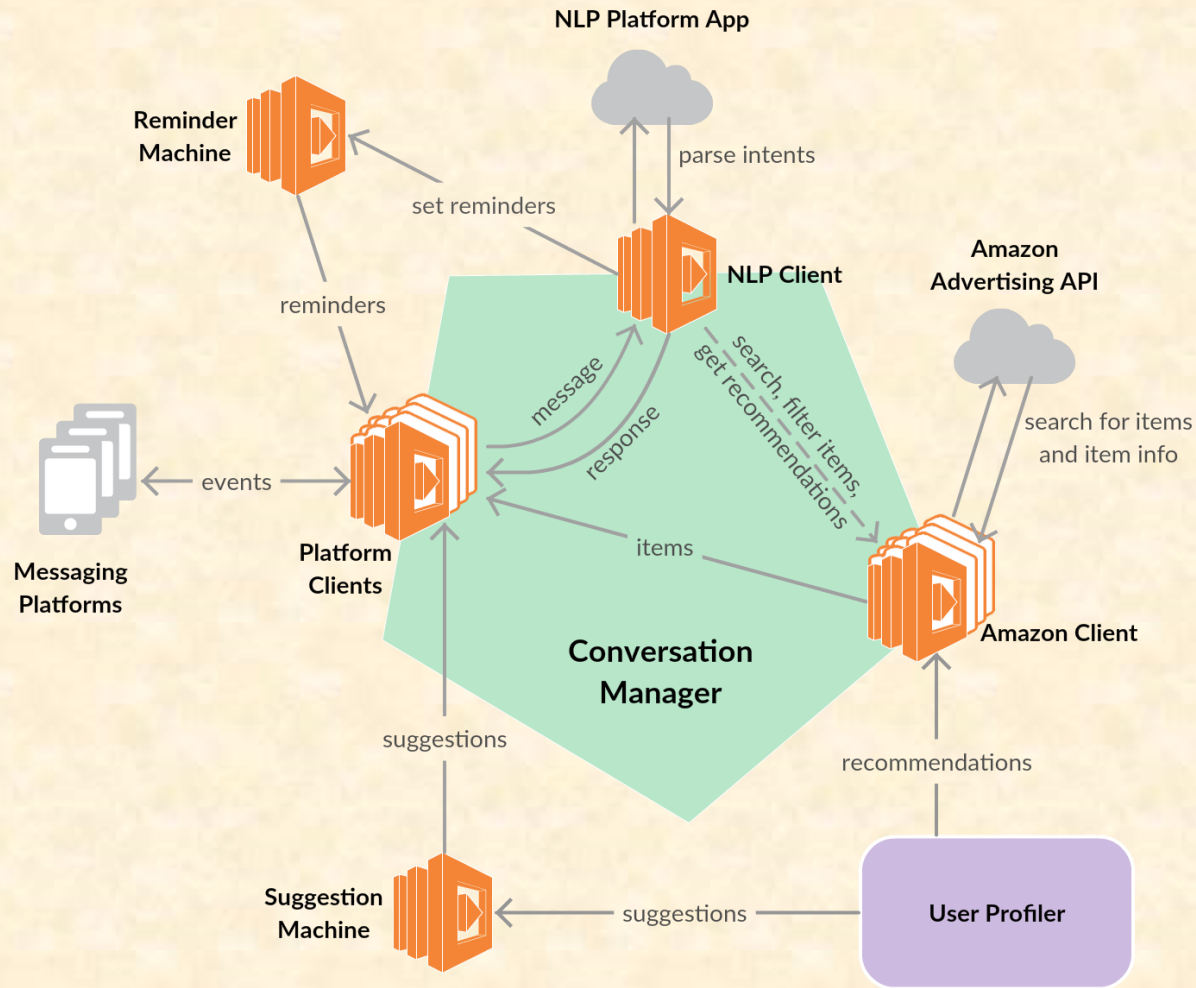 NLP Platform App
Reminder
Machine
parse intents
set reminders
Amazon
Advertising API
NLP Client
reminders
message
response
search, filter items,
get recommendations
search for items
and item info
events
Platform
Clients
items
Messaging
Platforms
Amazon Client
Conversation
Manager
suggestions
recommendations
Suggestion
Machine
suggestions
User Profiler